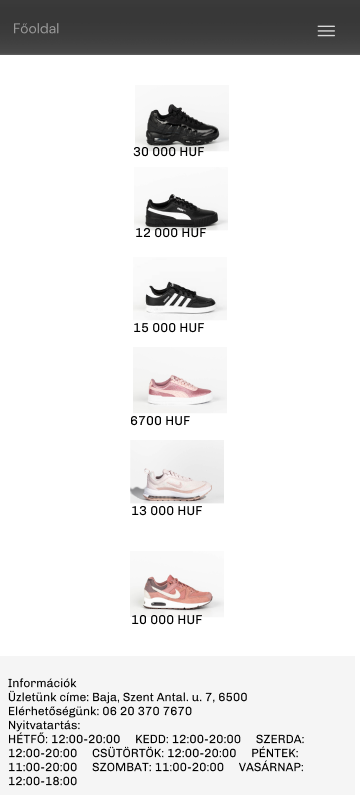 Főoldal
30 000 HUF
12 000 HUF
15 000 HUF
6700 HUF
13 000 HUF
10 000 HUF
Információk
Üzletünk címe: Baja, Szent Antal. u. 7, 6500
Elérhetőségünk: 06 20 370 7670
Nyitvatartás:
HÉTFŐ: 12:00-20:00 KEDD: 12:00-20:00 SZERDA:
12:00-20:00 CSÜTÖRTÖK: 12:00-20:00 PÉNTEK:
11:00-20:00 SZOMBAT: 11:00-20:00 VASÁRNAP:
12:00-18:00